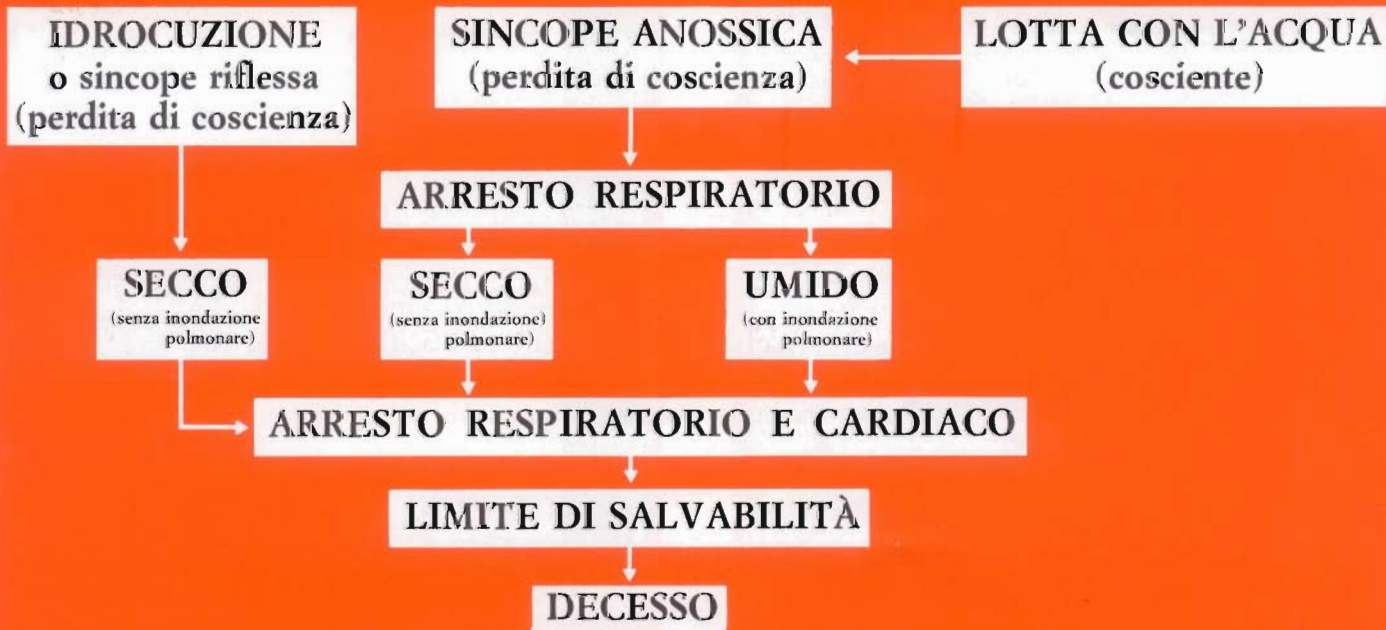 IDROCUZIONE
o sincope riflessa
(perdita di coscienza)
SINCOPE ANOSSICA
(perdita di coscienza)
LOTTA CON L'ACQUA
(cosciente)
ARRESTO RESPIRATORIO
SECCO
(senza inondazione
polmonare)
SECCO
(senza inondazione)
polmonare)
UMIDO
(con inondazione
polmonare)
ARRESTO RESPIRATORIO E CARDIACO
LIMITE DI SALVABILITÀ
DECESSO